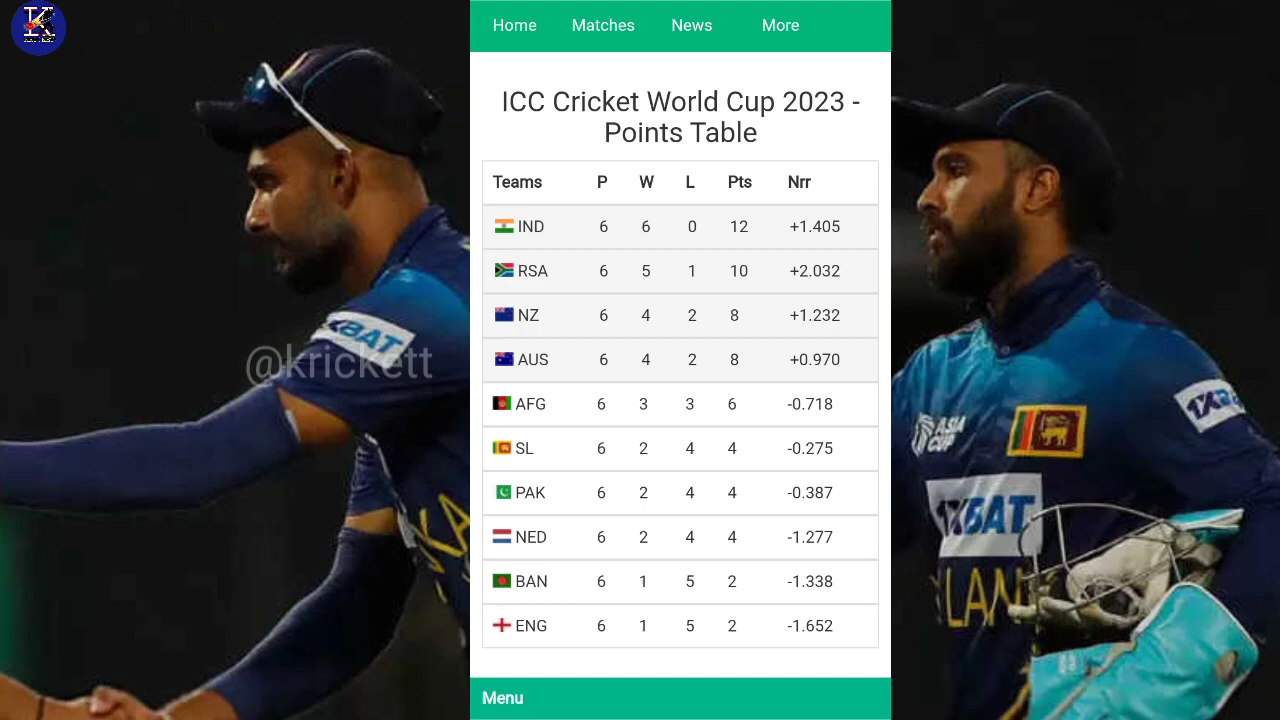 Home Matches News More
ICC Cricket World Cup 2023 -
Points Table
Teams P W L Pts Nrr
IND 6 6 0 12 +1.405
RSA 6 5 1 10 +2.032
NZ 6 4 2 8 +1.232
AUS 6 4 2 8 +0.970
AFG 6 3 3 6 -0.718
SL 6 2 4 4 -0.275
PAK 6 2 4 4 -0.387
NED 6 2 4 4 -1.277
BAN 6 1 5 2 -1.338
ENG 6 1 5 2 -1.652
Menu
@krickett
K
ASIA
CUP
1XBAT
LAN